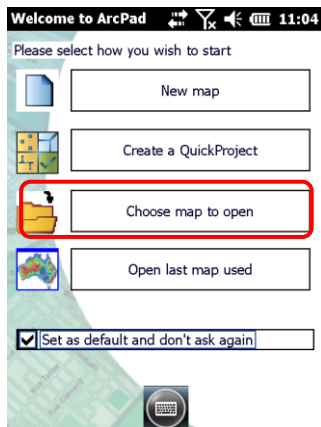 Welcome to ArcPad 11:04
Please select how you wish to start
New map
Create a QuickProject
Choose map to open
Open last map used
Set as default and don't ask again